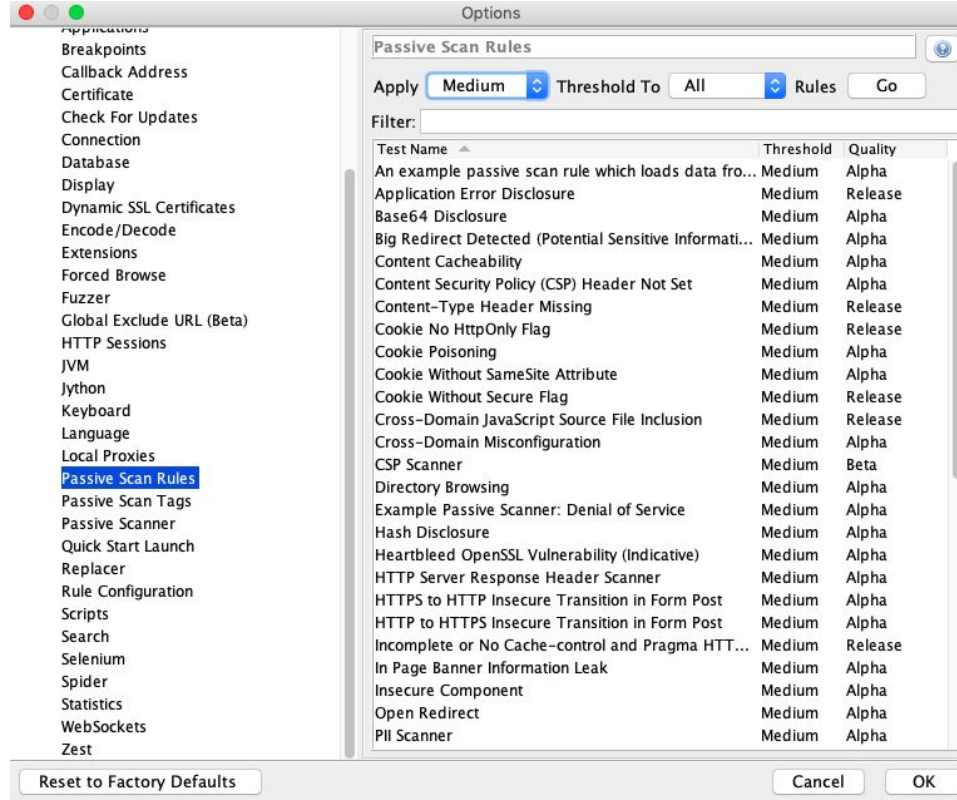 Options
Applications
Breakpoints
Callback Address
Certificate
Check For Updates
Connection
Database
Display
Dynamic SSL Certificates
Encode/Decode
Extensions
Forced Browse
Fuzzer
Global Exclude URL (Beta)
HTTP Sessions
JVM
Jython
Keyboard
Language
Local Proxies
Passive Scan Rules
Passive Scan Tags
Passive Scanner
Quick Start Launch
Replacer
Rule Configuration
Scripts
Search
Selenium
Spider
Statistics
WebSockets
Zest
Passive Scan Rules
Apply Medium Threshold To All Rules Go
Filter:
Test Name Threshold Quality
An example passive scan rule which loads data fro... Medium Alpha
Application Error Disclosure Medium Release
Base64 Disclosure Medium Alpha
Big Redirect Detected (Potential Sensitive Informati... Medium Alpha
Content Cacheability Medium Alpha
Content Security Policy (CSP) Header Not Set Medium Alpha
Content-Type Header Missing Medium Release
Cookie No HttpOnly Flag Medium Release
Cookie Poisoning Medium Alpha
Cookie Without SameSite Attribute Medium Alpha
Cookie Without Secure Flag Medium Release
Cross-Domain JavaScript Source File Inclusion Medium Release
Cross-Domain Misconfiguration Medium Alpha
CSP Scanner Medium Beta
Directory Browsing Medium Alpha
Example Passive Scanner: Denial of Service Medium Alpha
Hash Disclosure Medium Alpha
Heartbleed OpenSSL Vulnerability (Indicative) Medium Alpha
HTTP Server Response Header Scanner Medium Alpha
HTTPS to HTTP Insecure Transition in Form Post Medium Alpha
HTTP to HTTPS Insecure Transition in Form Post Medium Alpha
Incomplete or No Cache-control and Pragma HTT... Medium Release
In Page Banner Information Leak Medium Alpha
Insecure Component Medium Alpha
Open Redirect Medium Alpha
PII Scanner Medium Alpha
Reset to Factory Defaults Cancel OK